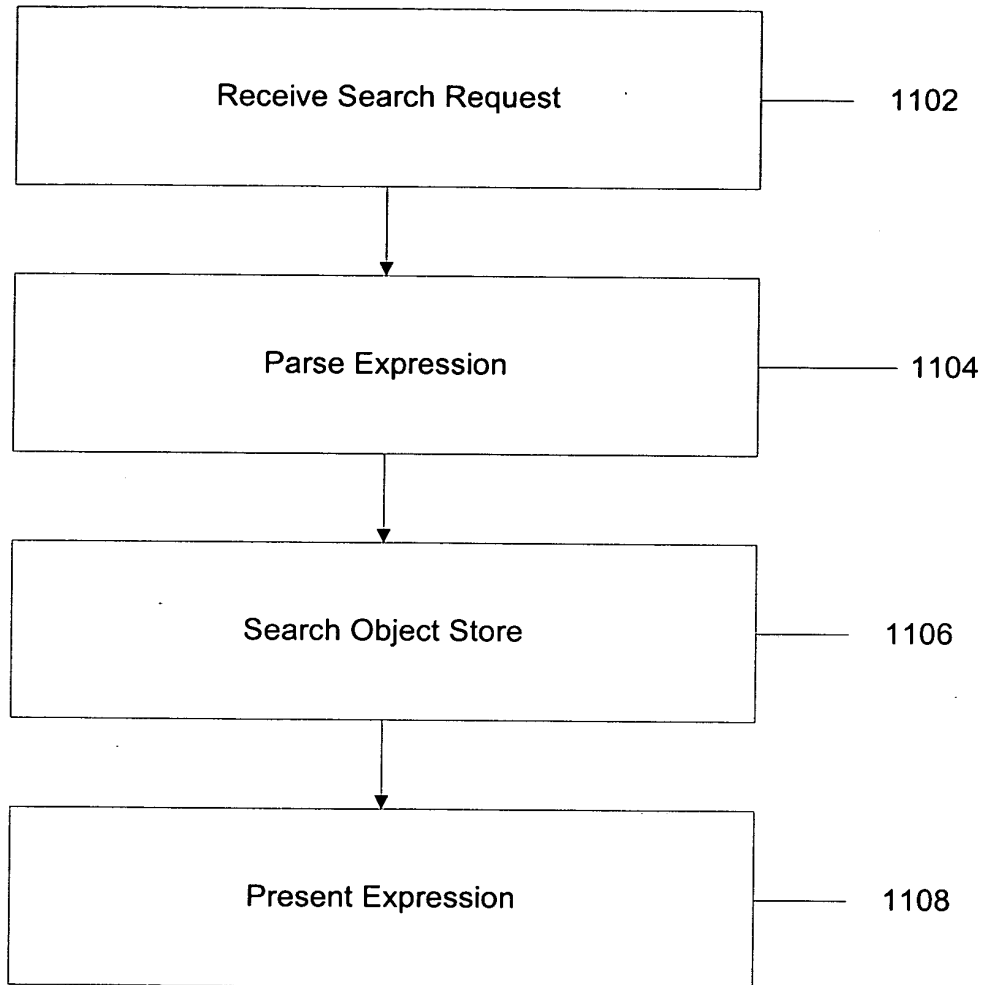 Receive Search Request
1102
Parse Expression
1104
Search Object Store
1106
Present Expression
1108